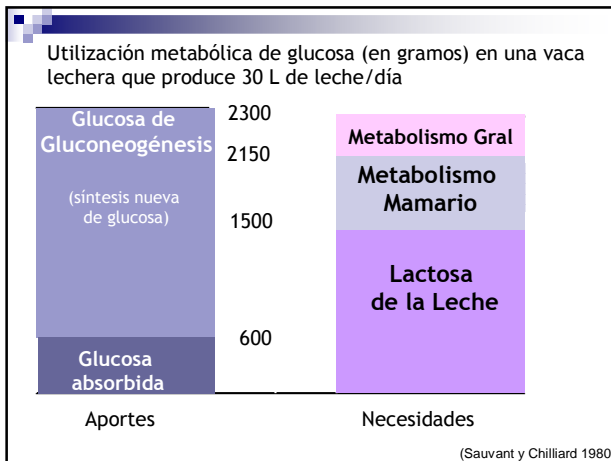 Utilización metabólica de glucosa (en gramos) en una vaca
lechera que produce 30 L de leche/día
Glucosa de
Gluconeogénesis
(síntesis nueva
de glucosa)
Glucosa
absorbida
2300
2150
1500
600
Metabolismo Gral
Metabolismo
Mamario
Lactosa
de la Leche
Aportes
Necesidades
(Sauvant y Chilliard 1980